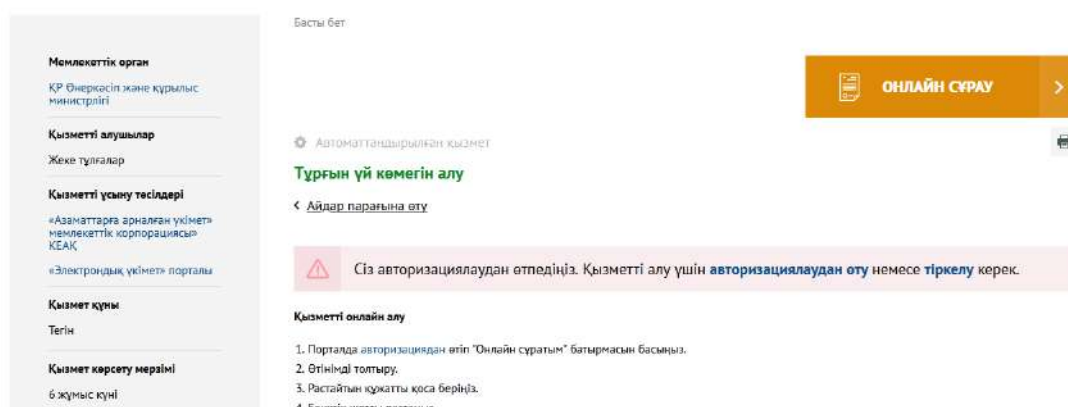 Басты бет
Мемлекеттік орган
ҚР Өнеркәсіп және құрылыс
министрлігі
Қызметті алушылар
Жеке тұлғалар
Қызметті ұсыну тәсілдері
«Азаматтарға арналған үкімет»
мемлекеттік корпорациясы»
КЕАҚ
«Электрондық үкімет» порталы
Қызмет құны
Тегін
Қызмет көрсету мерзімі
6 жұмыс күні
ОНЛАЙН СҰРАУ
Автоматтандырылған қызмет
Тұрғын үй көмегін алу
Айдар парағына өту
Сіз авторизациялаудан өтпедіңіз. Қызметті алу үшін авторизациялаудан өту немесе тіркелу керек.
Қызметті онлайн алу
1. Порталда авторизациядан өтіп "Онлайн сұратым" батырмасын басыңыз.
2. Өтінімді толтыру.
3. Растайтын құжатты қоса беріңіз.